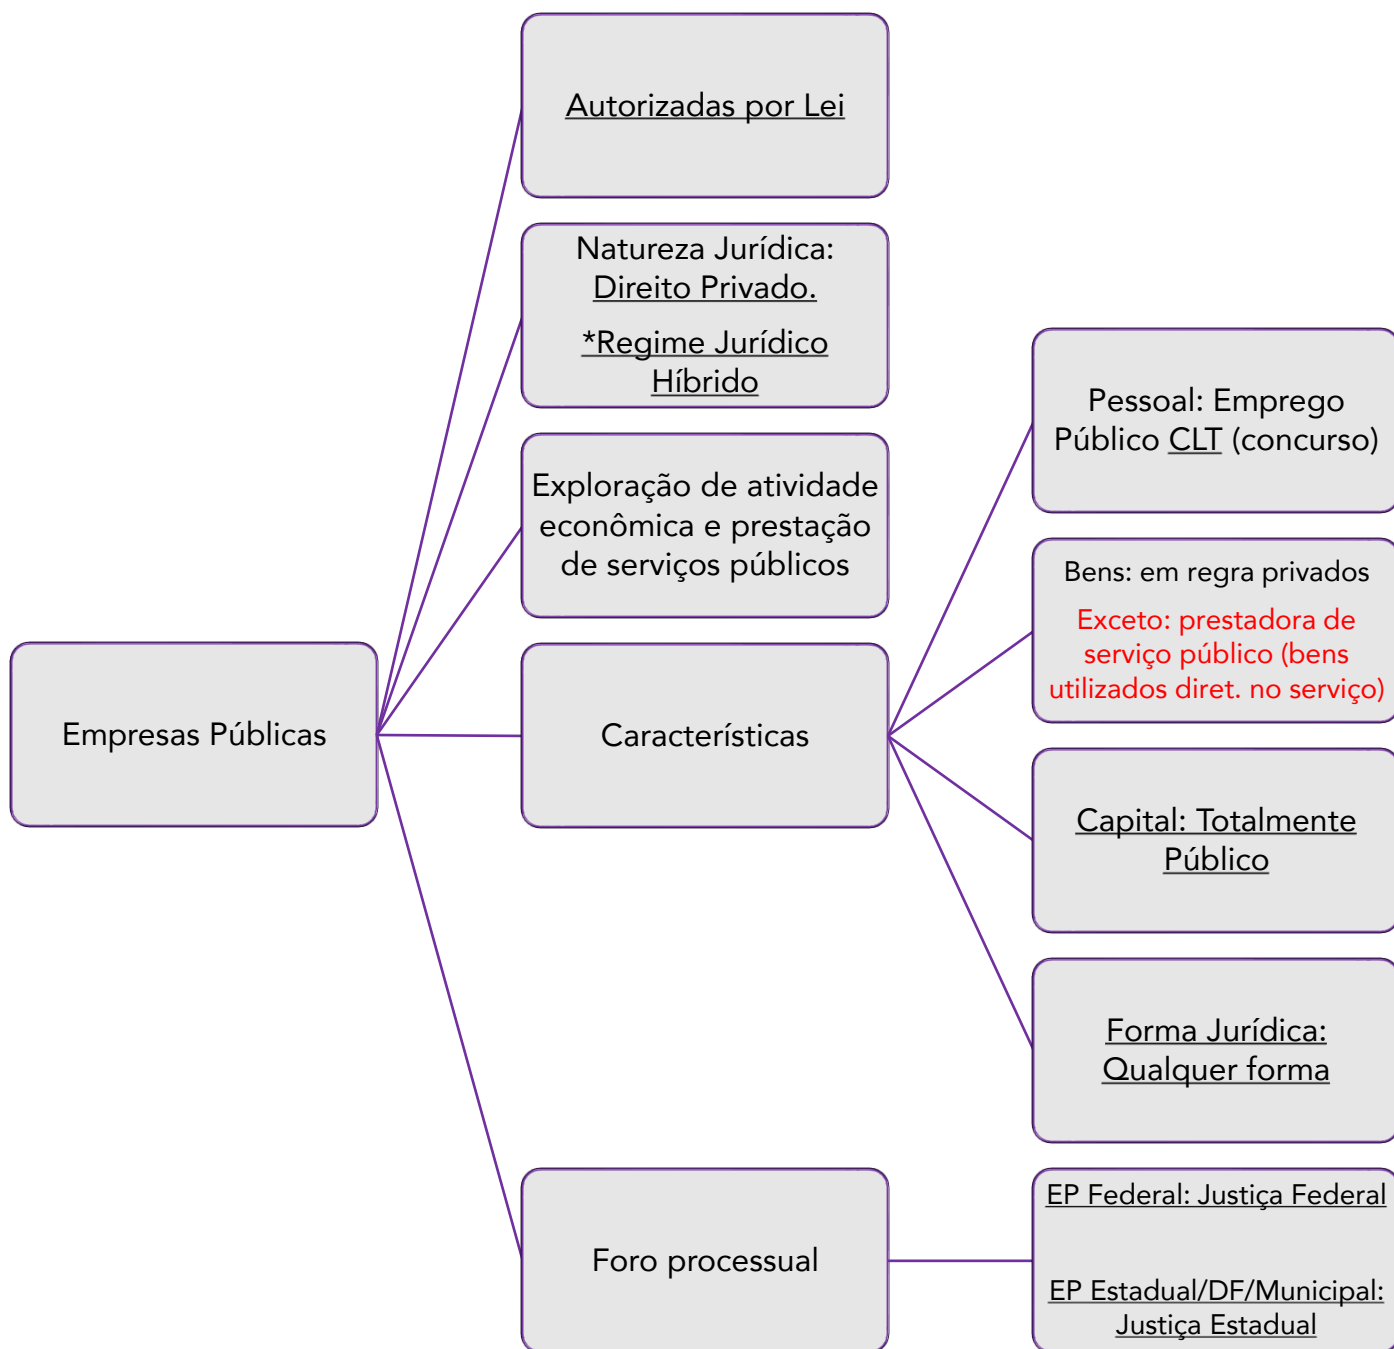 Autorizadas por Lei
Natureza Jurídica:
Direito Privado.
*Regime Jurídico
Híbrido
Exploração de atividade
econômica e prestação
de serviços públicos
Empresas Públicas
Características
Pessoal: Emprego
Público CLT (concurso)
Bens: em regra privados
Exceto: prestadora de
serviço público (bens
utilizados diret. no serviço)
Capital: Totalmente
Público
Forma Jurídica:
Qualquer forma
Foro processual
EP Federal: Justiça Federal
EP Estadual/DF/Municipal:
Justiça Estadual